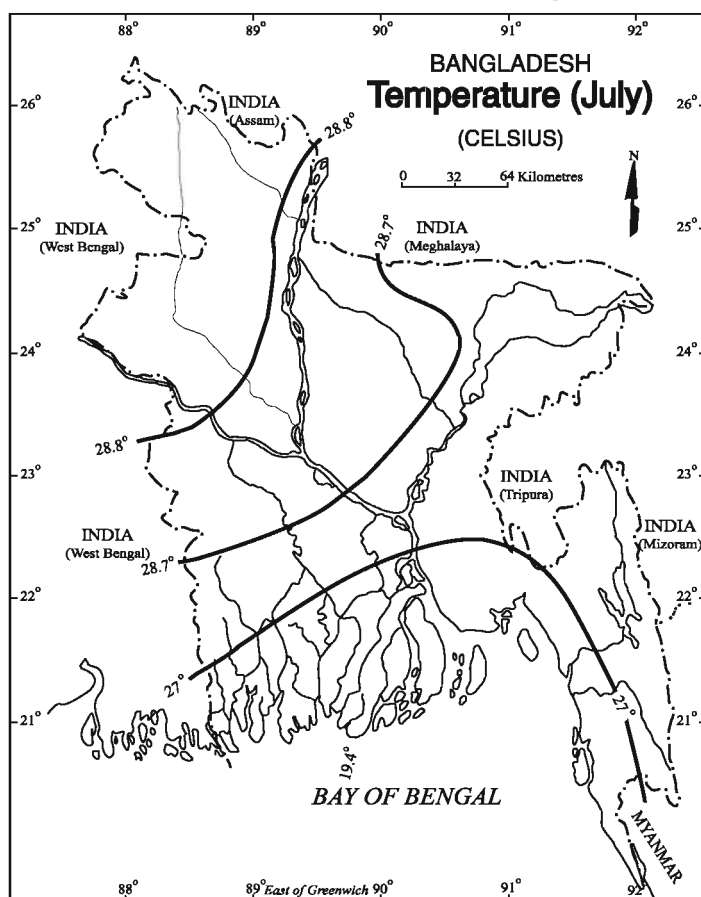 88° 89° 90° 91° 92°
BANGLADESH
Temperature (July)
(CELSIUS)
0 32 64 Kilometres
N
26° 26°
INDIA
(Assam)
28.8°
25° 25°
INDIA
(West Bengal)
28.7°
INDIA
(Meghalaya)
24° 24°
28.8°
23° 23°
INDIA
(Tripura)
INDIA
(West Bengal)
INDIA
(Mizoram)
28.7°
22° 22°
27°
27°
21° 21°
19.4°
BAY OF BENGAL
MYANMAR
88° 89° East of Greenwich 90° 91° 92°